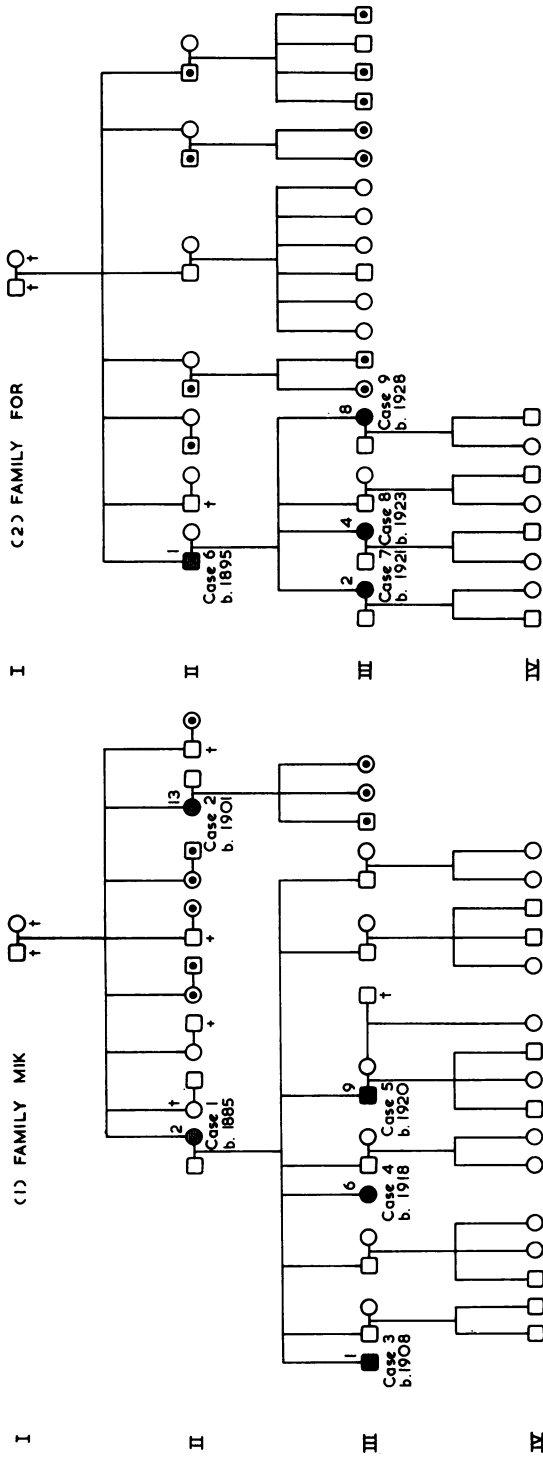 (1) FAMILY MIK
I
†
†
II
2
Case 1
b. 1885
†
+
+
13
Case 2
b. 1901
†
III
1
Case 3
b. 1908
6
Case 4
b. 1918
9
Case 5
b. 1920
†
IV
(2) FAMILY FOR
I
†
†
II
1
Case 6
b. 1895
†
III
2
Case 7
b. 1921
4
Case 8
b. 1923
8
Case 9
b. 1928
IV